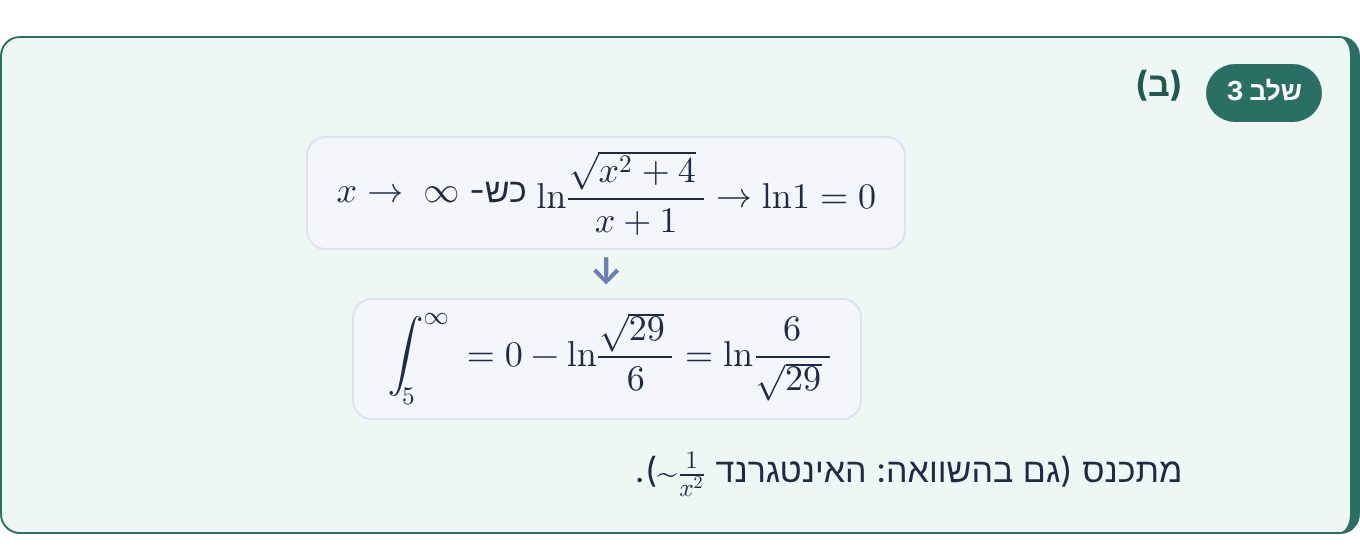 שלב 3
(ב)
ln √(x² + 4)/(x + 1) → ln1 = 0 כש- x → ∞
↓
∫₅^∞ = 0 − ln √29/6 = ln 6/√29
מתכנס (גם בהשוואה: האינטגרנד ~1/x²).